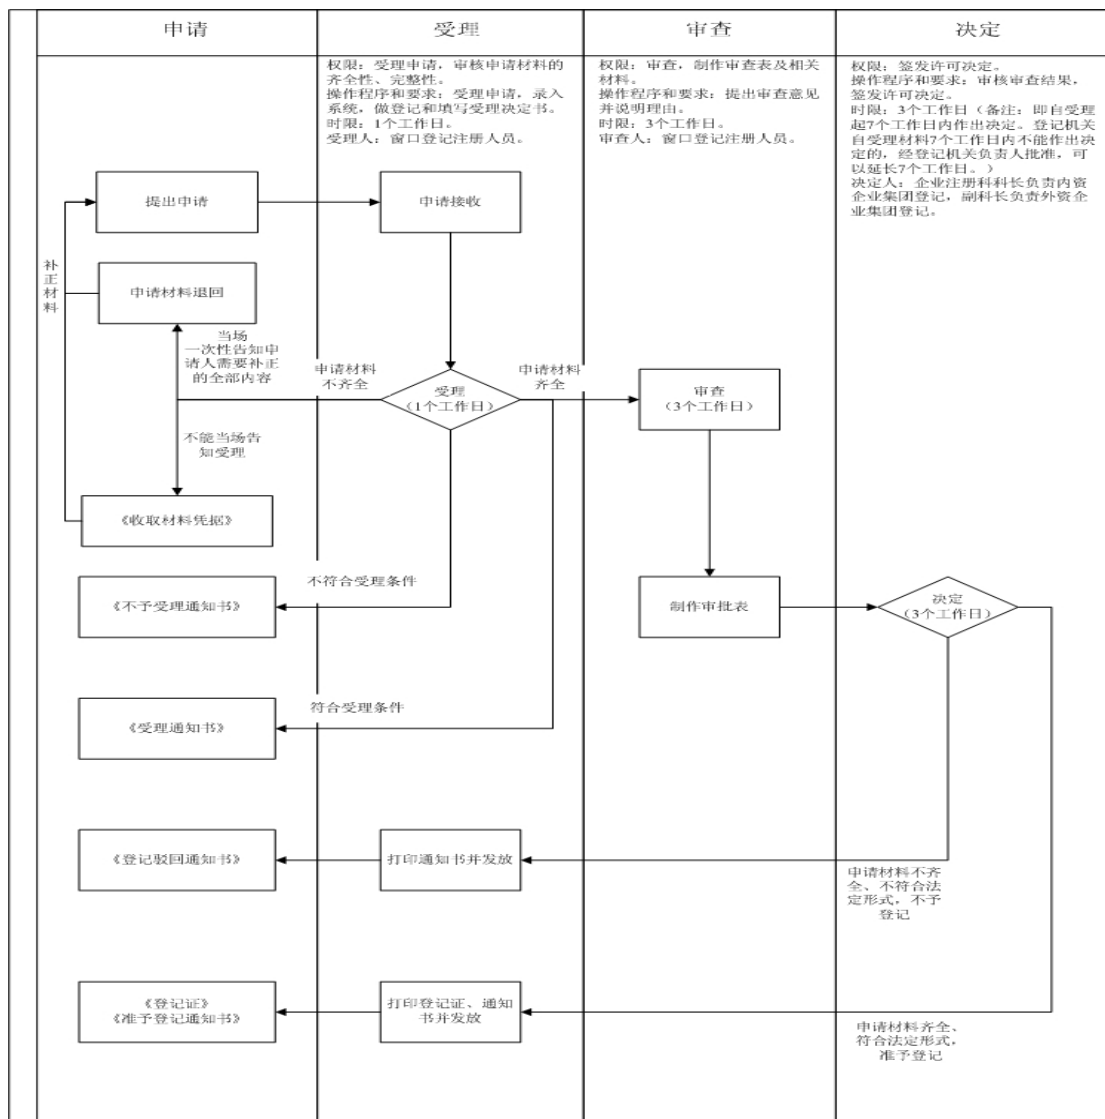 申请
受理
审查
决定
权限：受理申请，审核申请材料的
齐全性、完整性。
操作程序和要求：受理申请，录入
系统，做登记和填写受理决定书。
时限：1个工作日。
受理人：窗口登记注册人员。
权限：审查，制作审查表及相关
材料。
操作程序和要求：提出审查意见
并说明理由。
时限：3个工作日。
审查人：窗口登记注册人员。
权限：签发许可决定。
操作程序和要求：审核审查结果，
签发许可决定。
时限：3个工作日（备注：即自受理
起7个工作日内作出决定。登记机关
自受理材料7个工作日内不能作出决
定的，经登记机关负责人批准，可
以延长7个工作日。）
决定人：企业注册科科长负责内资
企业集团登记，副科长负责外资企
业集团登记。
提出申请
申请接收
补
正
材
料
申请材料退回
当场
一次性告知申
请人需要补正
的全部内容
申请材料
不齐全
受理
（1个工作日）
申请材料
齐全
审查
（3个工作日）
不能当场告
知受理
《收取材料凭据》
不符合受理条件
《不予受理通知书》
制作审批表
决定
（3个工作日）
符合受理条件
《受理通知书》
《登记驳回通知书》
打印通知书并发放
申请材料不齐
全、不符合法
定形式，不予
登记
《登记证》
《准予登记通知书》
打印登记证、通知
书并发放
申请材料齐全、
符合法定形式，
准予登记